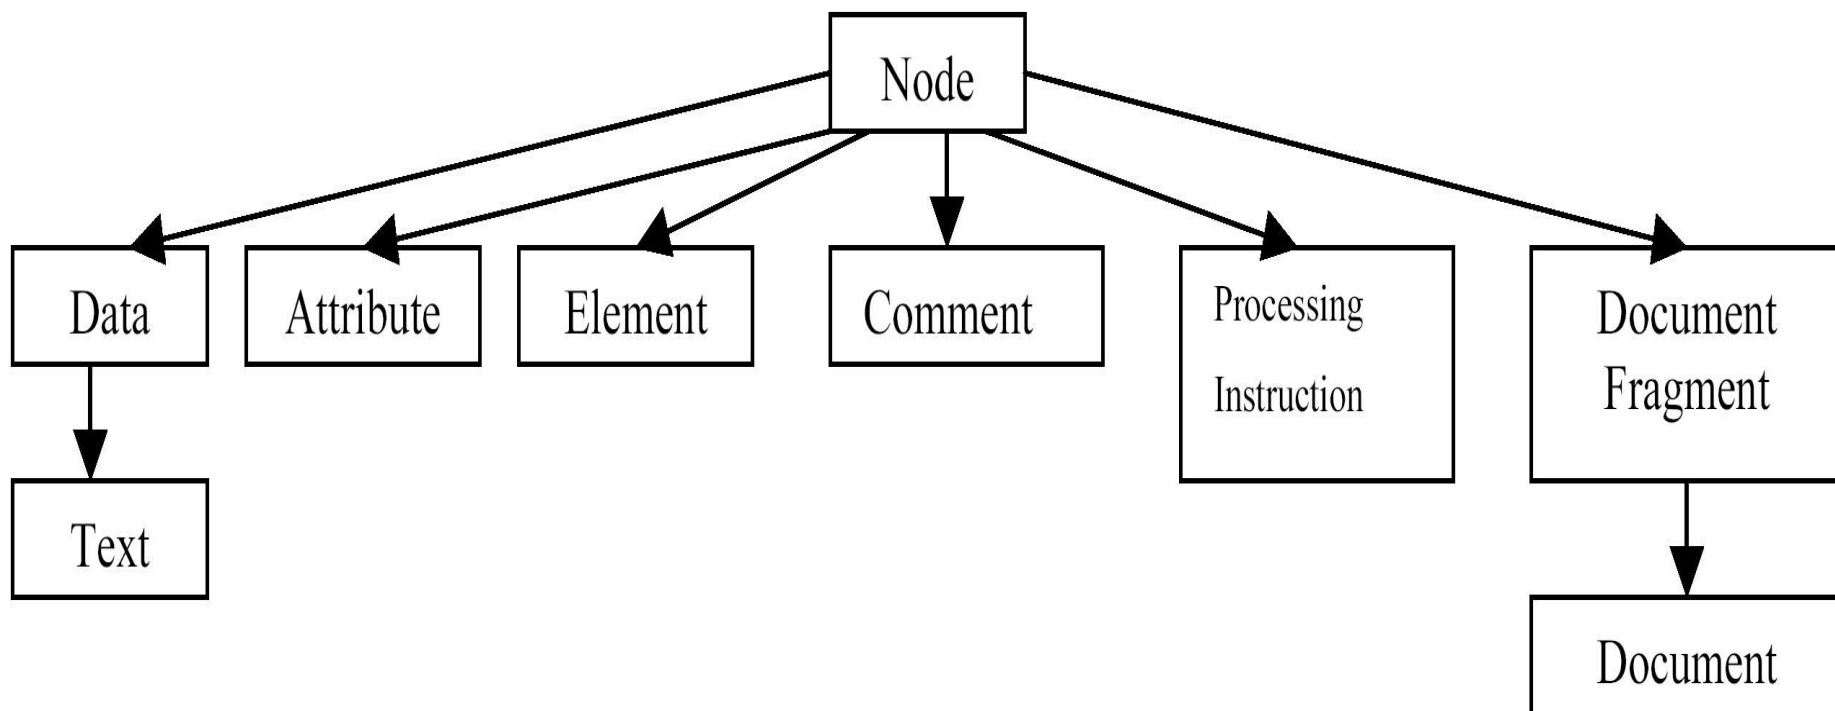 Node
Data
Attribute
Element
Comment
Processing
Instruction
Document
Fragment
Text
Document